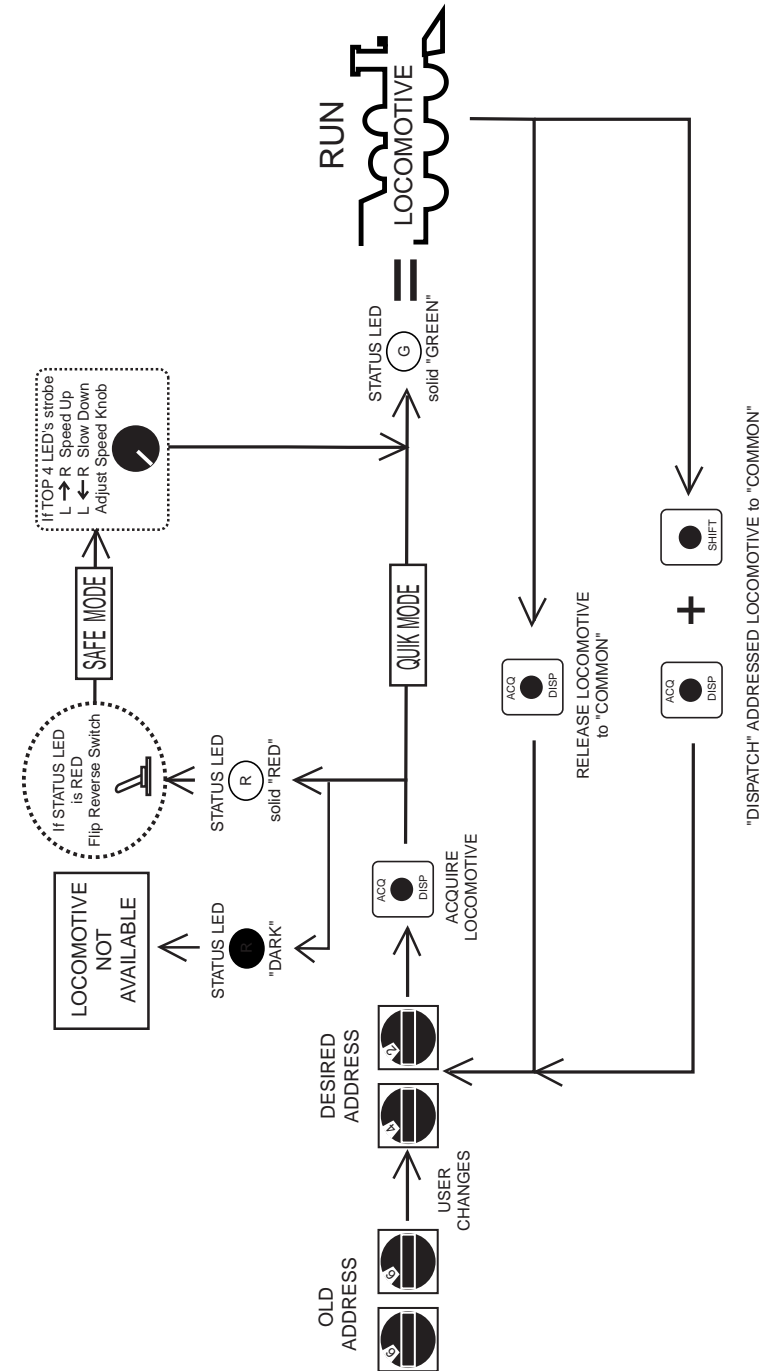 OLD
ADDRESS
6
6
USER
CHANGES
DESIRED
ADDRESS
4
2
ACQ
DISP
ACQUIRE
LOCOMOTIVE
STATUS LED
R
"DARK"
LOCOMOTIVE
NOT
AVAILABLE
STATUS LED
R
solid "RED"
If STATUS LED
is RED
Flip Reverse Switch
SAFE MODE
If TOP 4 LED's strobe
L → R Speed Up
L ← R Slow Down
Adjust Speed Knob
QUIK MODE
STATUS LED
G
solid "GREEN"
=
RUN
LOCOMOTIVE
ACQ
DISP
RELEASE LOCOMOTIVE
to "COMMON"
ACQ
DISP
+
SHIFT
"DISPATCH" ADDRESSED LOCOMOTIVE to "COMMON"